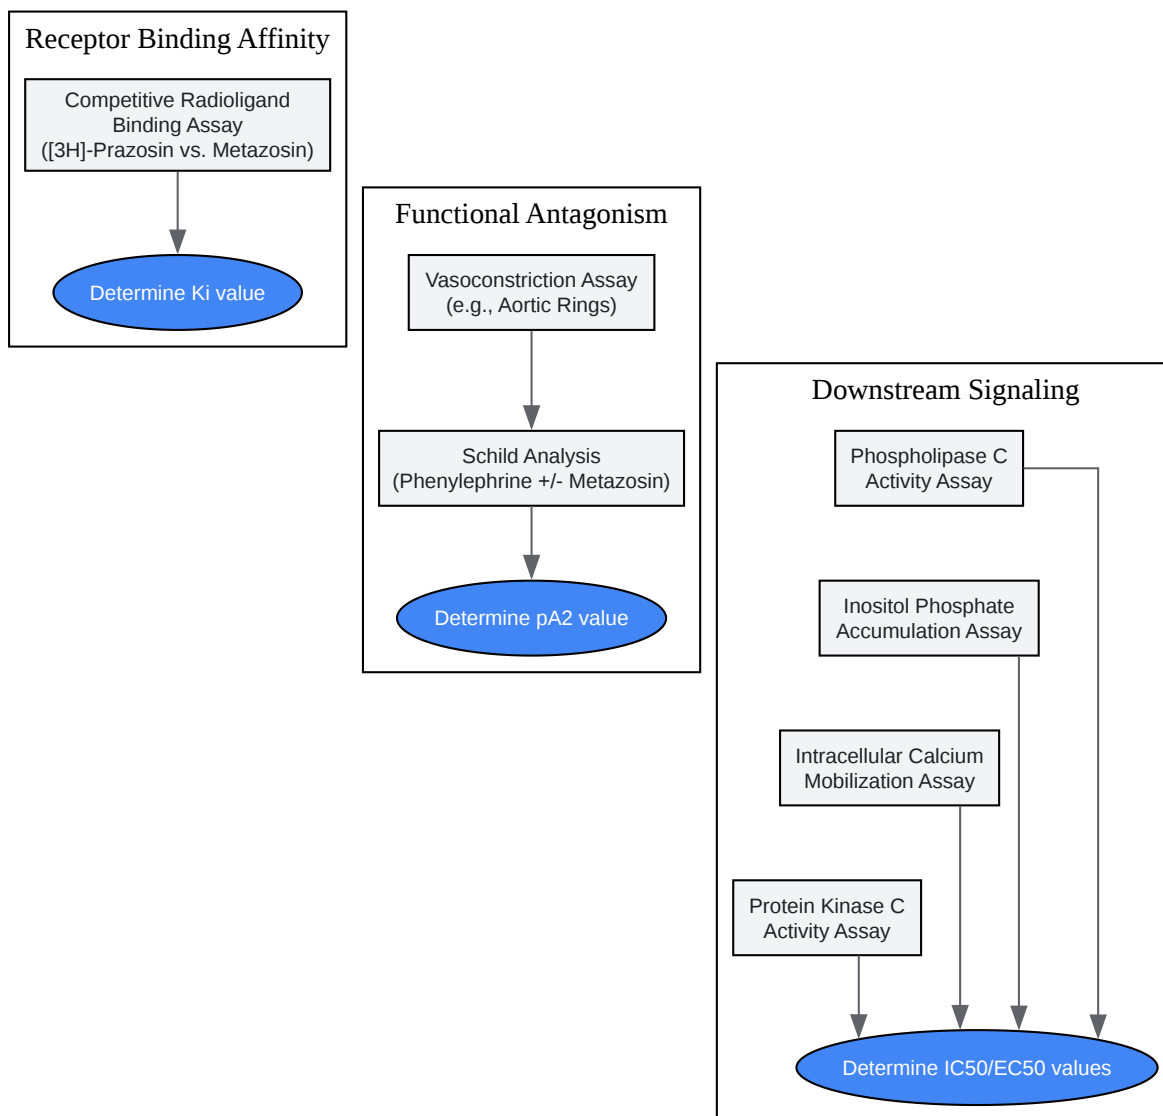 Receptor Binding Affinity
Competitive Radioligand
Binding Assay
([3H]-Prazosin vs. Metazosin)
Determine Ki value
Functional Antagonism
Vasoconstriction Assay
(e.g., Aortic Rings)
Schild Analysis
(Phenylephrine +/- Metazosin)
Determine pA2 value
Downstream Signaling
Phospholipase C
Activity Assay
Inositol Phosphate
Accumulation Assay
Intracellular Calcium
Mobilization Assay
Protein Kinase C
Activity Assay
Determine IC50/EC50 values